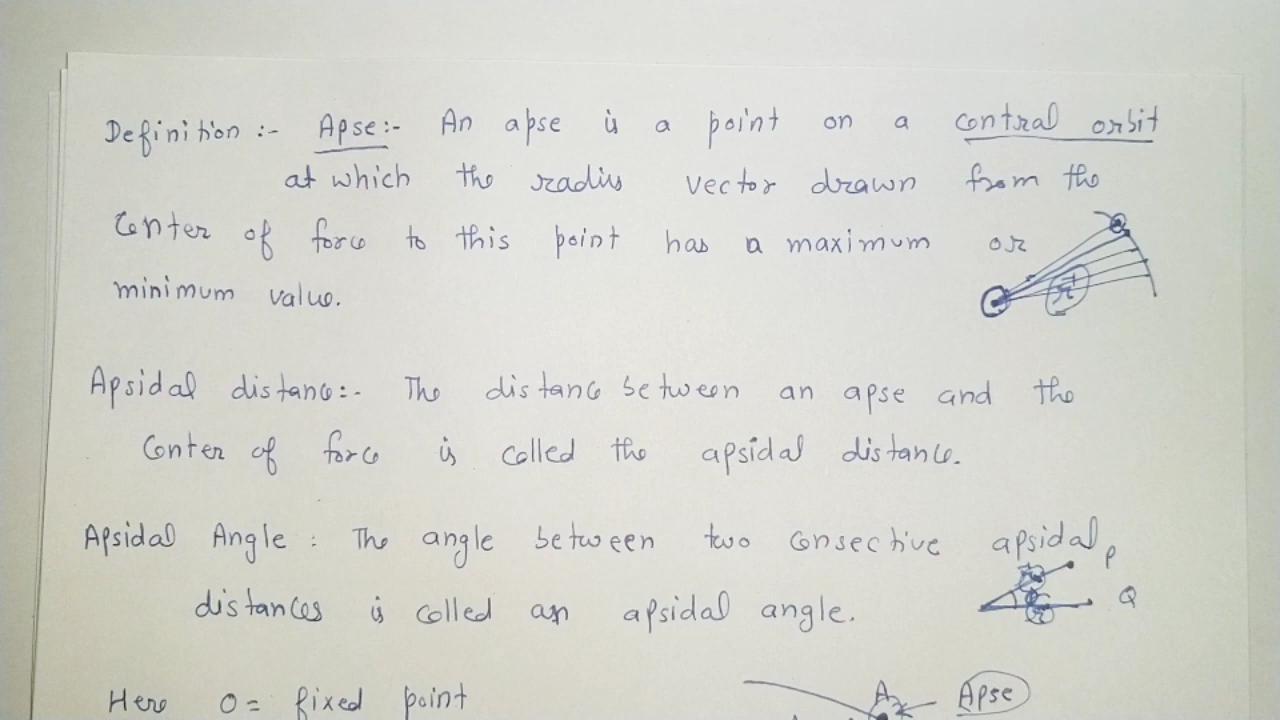 Definition :- Apse:- An apse is a point on a central orbit
at which the radius vector drawn from the
Center of force to this point has a maximum or
minimum value.
r
Apsidal distance:- The distance between an apse and the
Center of force is called the apsidal distance.
Apsidal Angle : The angle between two consective apsidal
distances is called an apsidal angle.
P
Q
Here O = fixed point
A
Apse